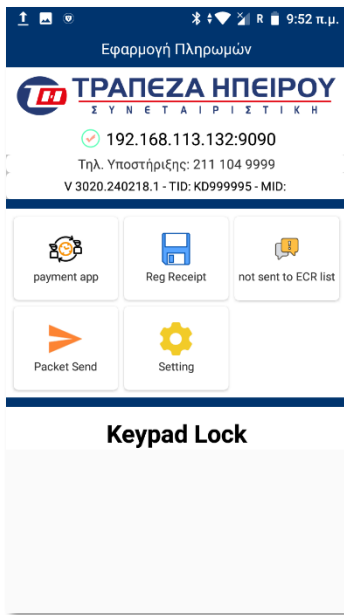 R 9:52 π.μ.
Εφαρμογή Πληρωμών
ΤΡΑΠΕΖΑ ΗΠΕΙΡΟΥ
ΣΥΝΕΤΑΙΡΙΣΤΙΚΗ
192.168.113.132:9090
Τηλ. Υποστήριξης: 211 104 9999
V 3020.240218.1 - TID: KD999995 - MID:
payment app
Reg Receipt
not sent to ECR list
Packet Send
Setting
Keypad Lock